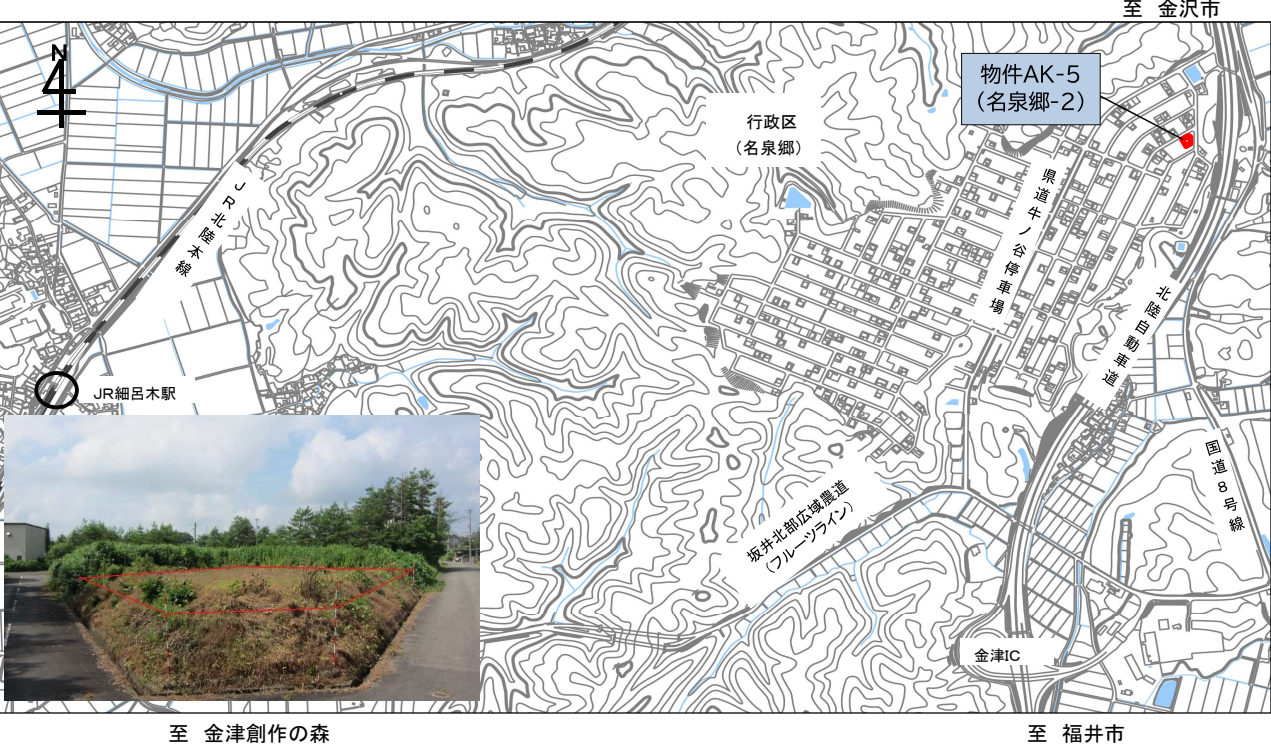 至 金沢市
N
物件AK-5
（名泉郷-2）
行政区
（名泉郷）
県道牛ノ谷停車場
JR北陸本線
北陸自動車道
JR細呂木駅
国道8号線
坂井北部広域農道
（フルーツライン）
金津IC
至 金津創作の森
至 福井市